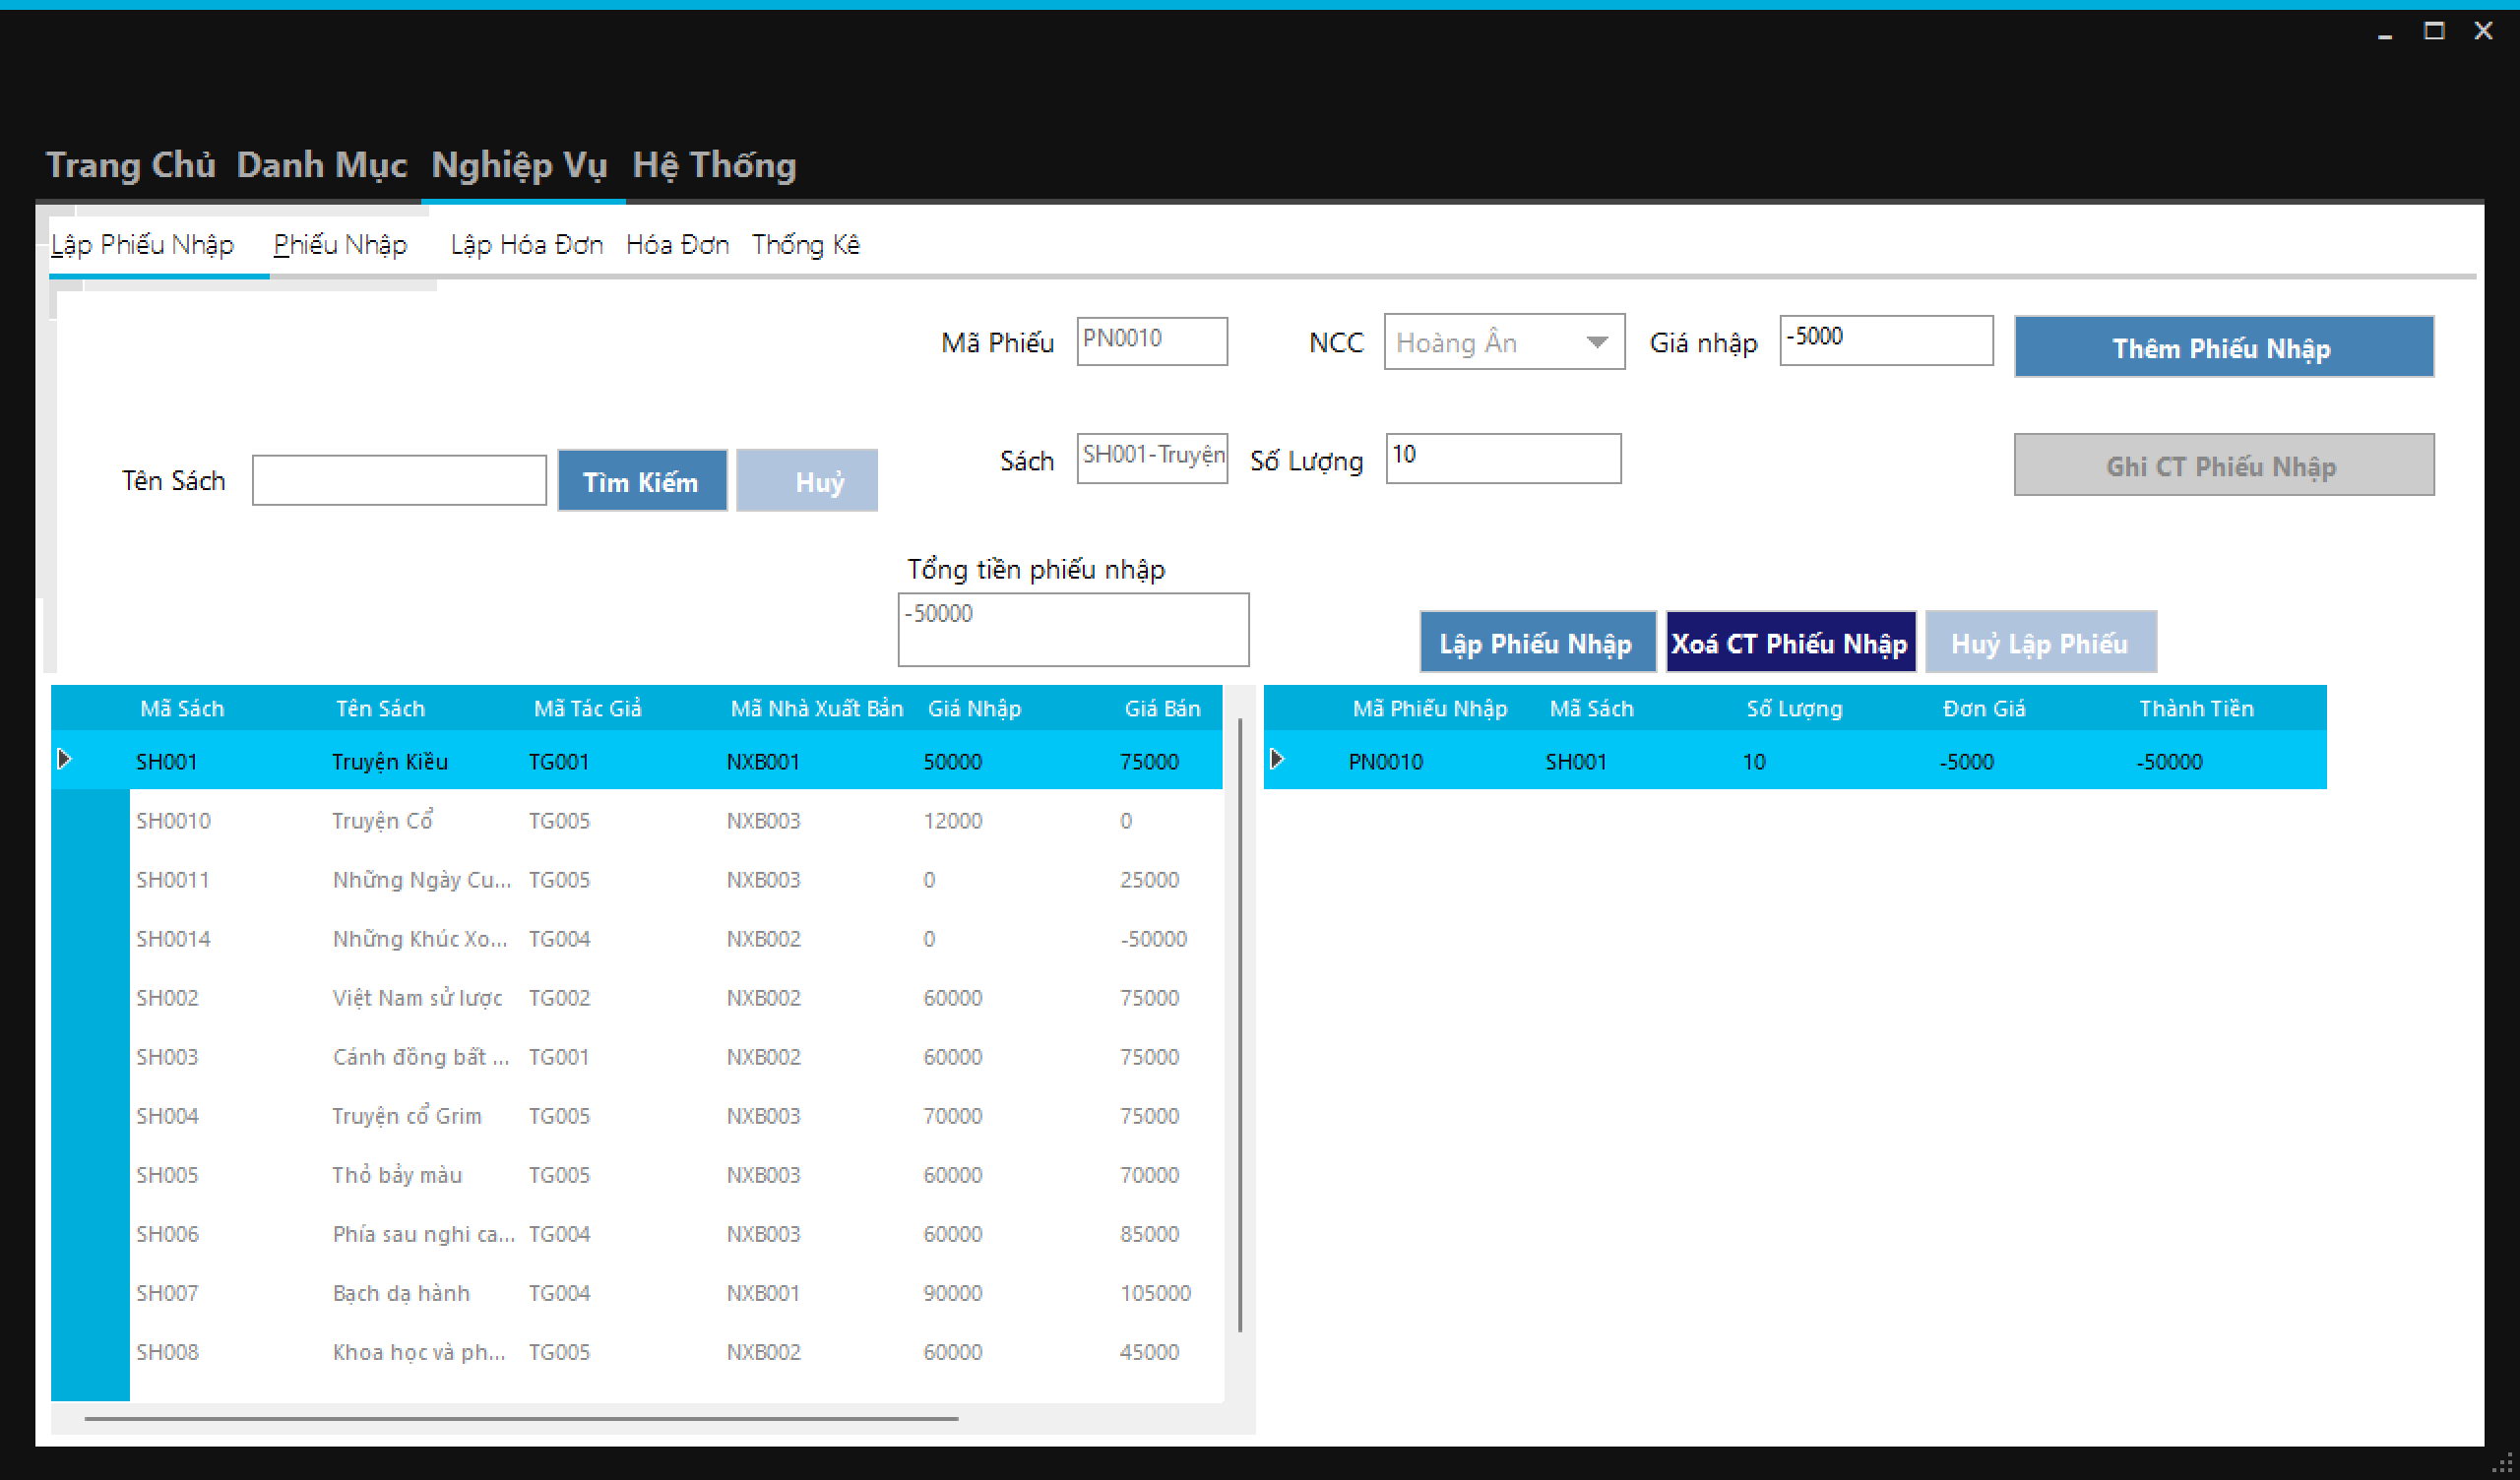 Trang Chủ Danh Mục Nghiệp Vụ Hệ Thống
Lập Phiếu Nhập Phiếu Nhập Lập Hóa Đơn Hóa Đơn Thống Kê
Mã Phiếu PN0010 NCC Hoàng Ân Giá nhập -5000 Thêm Phiếu Nhập
Tên Sách Tìm Kiếm Huỷ Sách SH001-Truyện Số Lượng 10 Ghi CT Phiếu Nhập
Tổng tiền phiếu nhập
-50000
Lập Phiếu Nhập Xoá CT Phiếu Nhập Huỷ Lập Phiếu
Mã Sách Tên Sách Mã Tác Giả Mã Nhà Xuất Bản Giá Nhập Giá Bán
SH001 Truyện Kiều TG001 NXB001 50000 75000
SH0010 Truyện Cổ TG005 NXB003 12000 0
SH0011 Những Ngày Cu... TG005 NXB003 0 25000
SH0014 Những Khúc Xo... TG004 NXB002 0 -50000
SH002 Việt Nam sử lược TG002 NXB002 60000 75000
SH003 Cánh đồng bất ... TG001 NXB002 60000 75000
SH004 Truyện cổ Grim TG005 NXB003 70000 75000
SH005 Thỏ bẩy màu TG005 NXB003 60000 70000
SH006 Phía sau nghi ca... TG004 NXB003 60000 85000
SH007 Bạch dạ hành TG004 NXB001 90000 105000
SH008 Khoa học và ph... TG005 NXB002 60000 45000
Mã Phiếu Nhập Mã Sách Số Lượng Đơn Giá Thành Tiền
PN0010 SH001 10 -5000 -50000